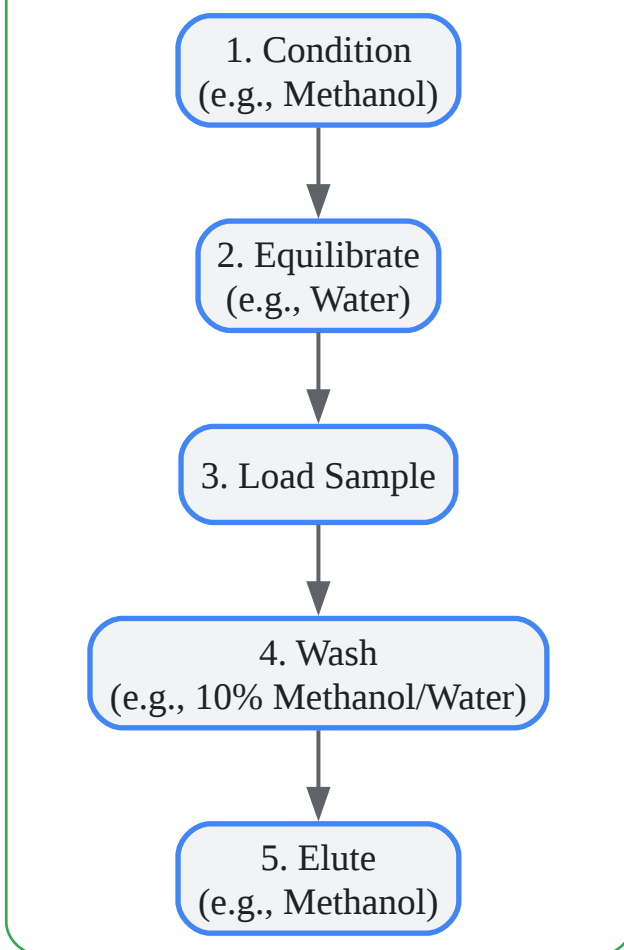 1. Condition
(e.g., Methanol)
2. Equilibrate
(e.g., Water)
3. Load Sample
4. Wash
(e.g., 10% Methanol/Water)
5. Elute
(e.g., Methanol)